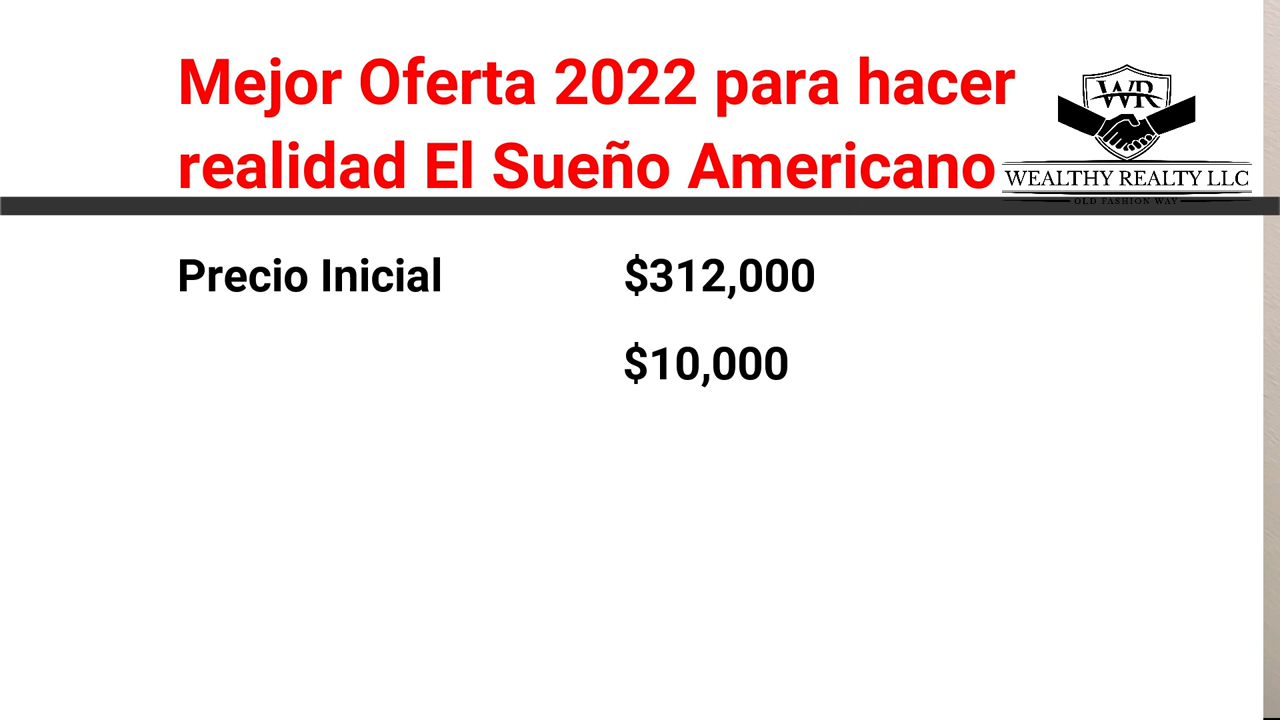 Mejor Oferta 2022 para hacer
realidad El Sueño Americano
WR
WEALTHY REALTY LLC
OLD FASHION WAY
Precio Inicial $312,000
$10,000